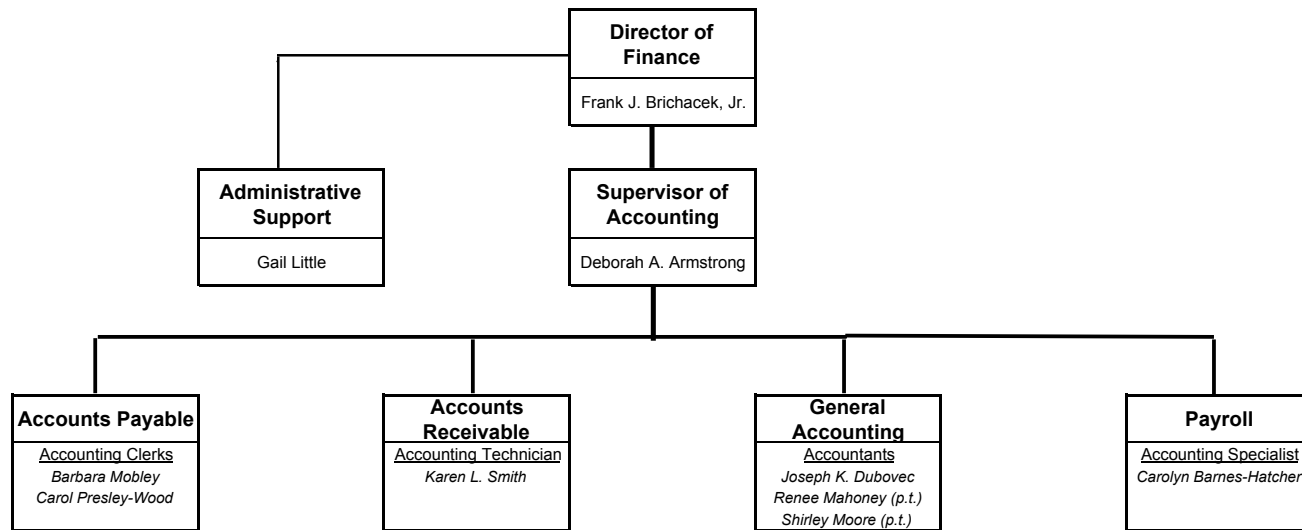 Director of
Finance
Frank J. Brichacek, Jr.
Administrative
Support
Gail Little
Supervisor of
Accounting
Deborah A. Armstrong
Accounts Payable
Accounting Clerks
Barbara Mobley
Carol Presley-Wood
Accounts
Receivable
Accounting Technician
Karen L. Smith
General
Accounting
Accountants
Joseph K. Dubovec
Renee Mahoney (p.t.)
Shirley Moore (p.t.)
Payroll
Accounting Specialist
Carolyn Barnes-Hatcher